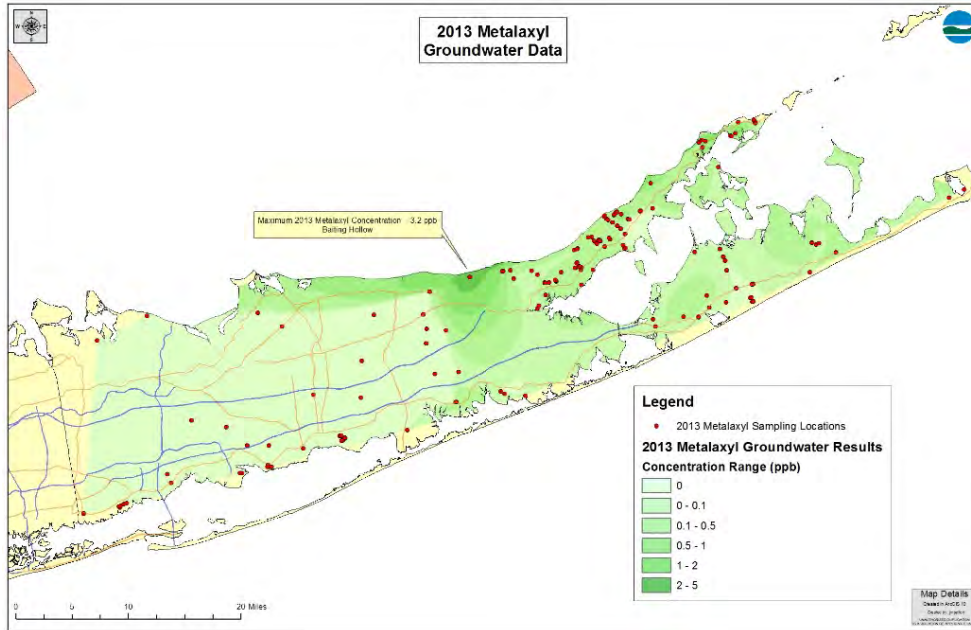 2013 Metalaxyl
Groundwater Data
Maximum 2013 Metalaxyl Concentration 3.2 ppb
Baiting Hollow
Legend
2013 Metalaxyl Sampling Locations
2013 Metalaxyl Groundwater Results
Concentration Range (ppb)
0
0 - 0.1
0.1 - 0.5
0.5 - 1
1 - 2
2 - 5
0 5 10 20 Miles
Map Details